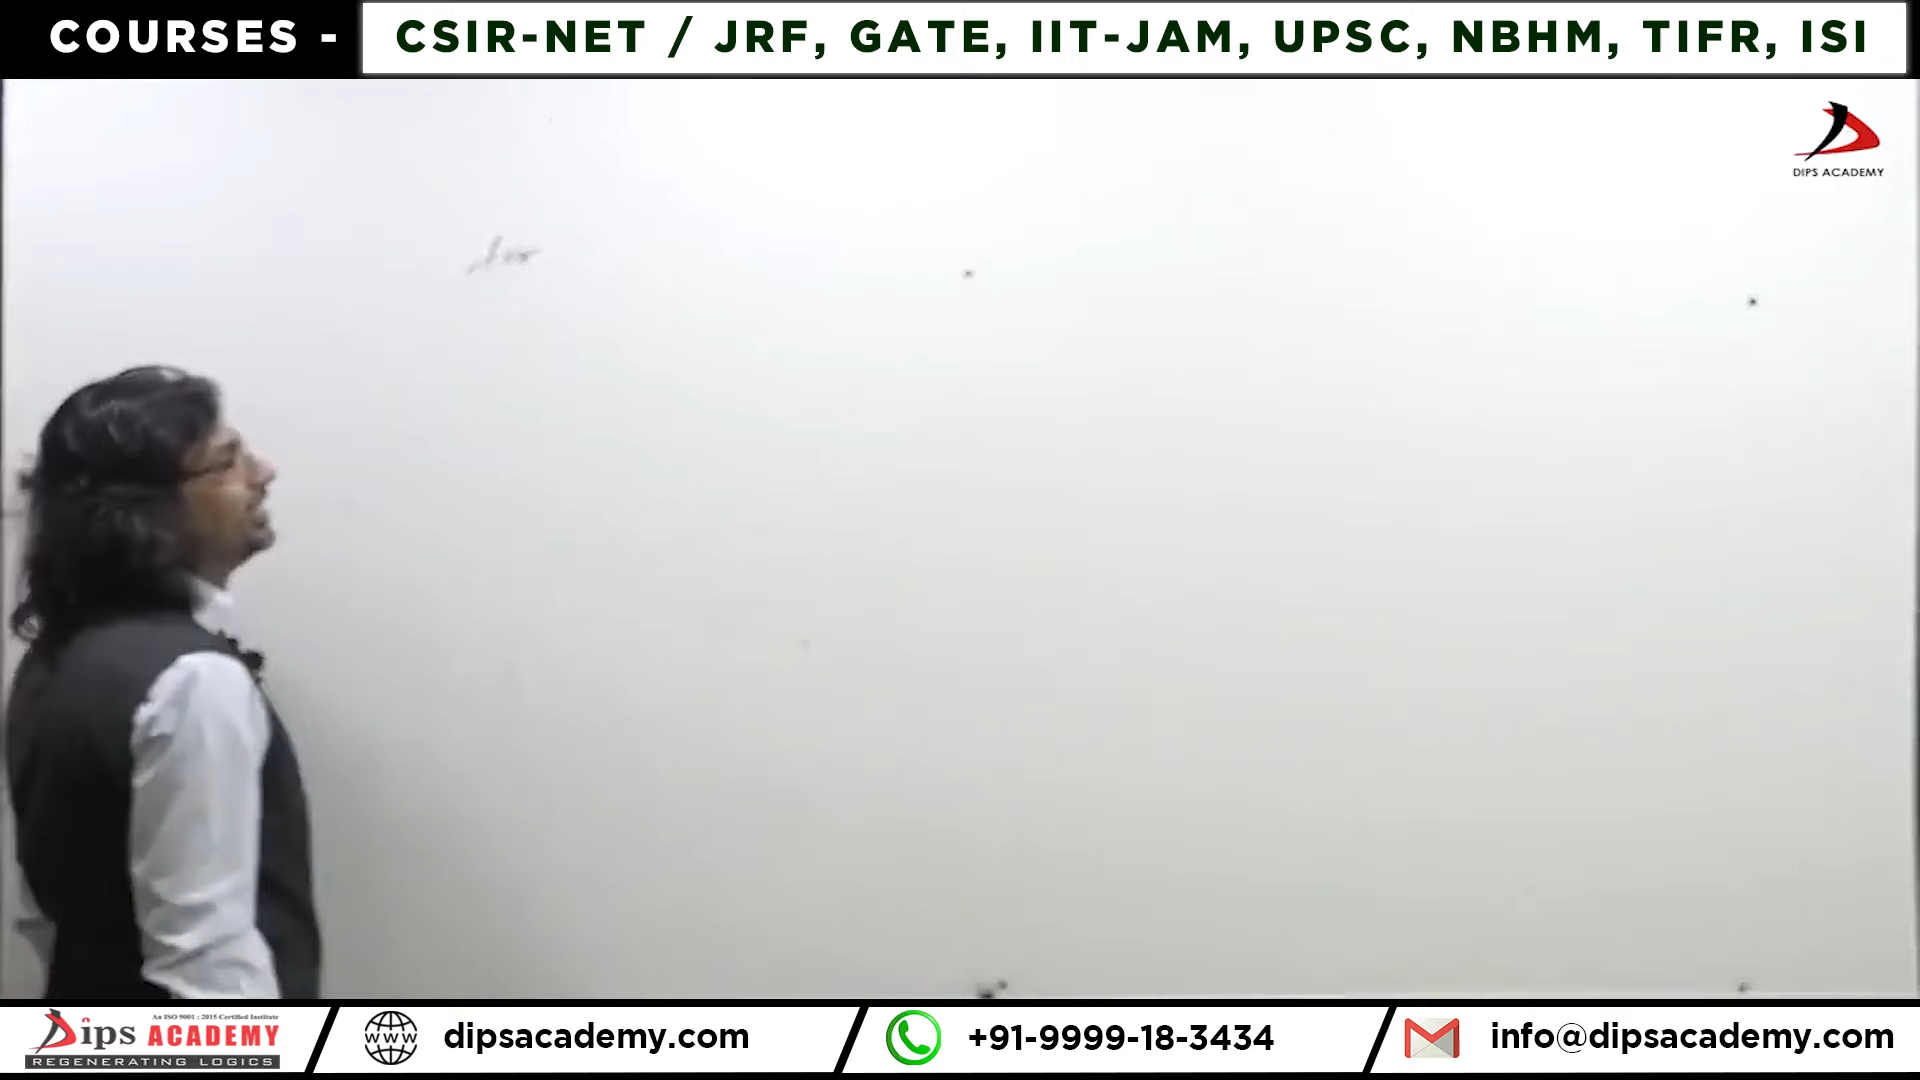 COURSES - CSIR-NET / JRF, GATE, IIT-JAM, UPSC, NBHM, TIFR, ISI
DIPS ACADEMY
An ISO 9001 : 2015 Certified Institute
Dips ACADEMY
REGENERATING LOGICS
www
dipsacademy.com
+91-9999-18-3434
info@dipsacademy.com